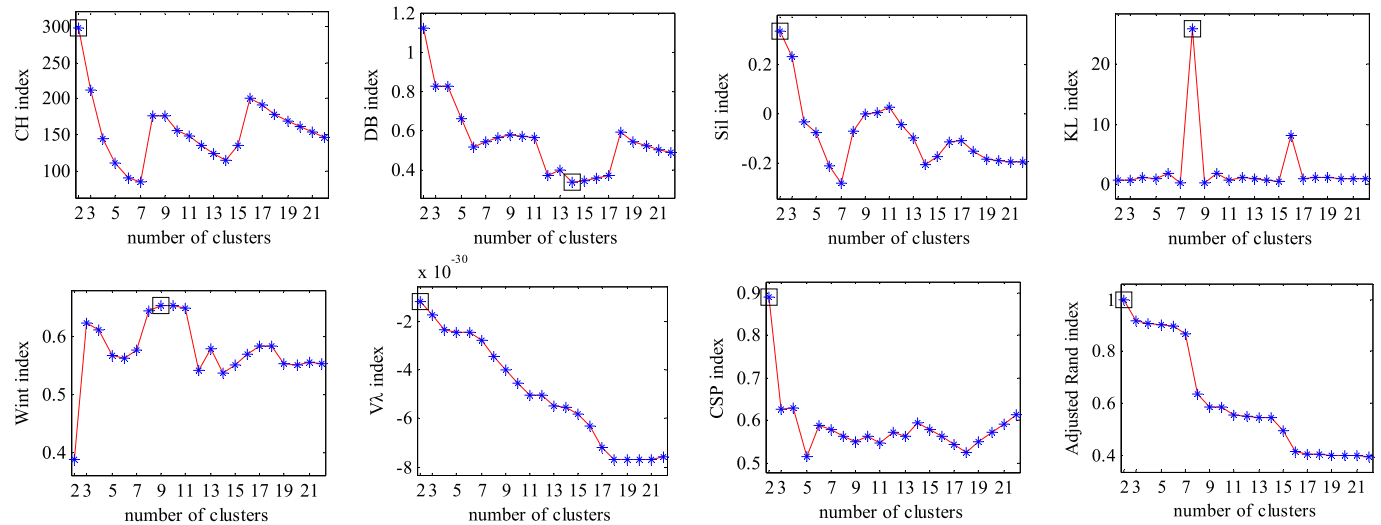 CH index
300
250
200
150
100
2 3 5 7 9 11 13 15 17 19 21
number of clusters
DB index
1.2
1
0.8
0.6
0.4
2 3 5 7 9 11 13 15 17 19 21
number of clusters
Sil index
0.2
0
-0.2
2 3 5 7 9 11 13 15 17 19 21
number of clusters
KL index
20
10
0
2 3 5 7 9 11 13 15 17 19 21
number of clusters
Wint index
0.6
0.5
0.4
2 3 5 7 9 11 13 15 17 19 21
number of clusters
x 10^-30
Vλ index
-2
-4
-6
-8
2 3 5 7 9 11 13 15 17 19 21
number of clusters
CSP index
0.9
0.8
0.7
0.6
0.5
2 3 5 7 9 11 13 15 17 19 21
number of clusters
Adjusted Rand index
1
0.8
0.6
0.4
2 3 5 7 9 11 13 15 17 19 21
number of clusters